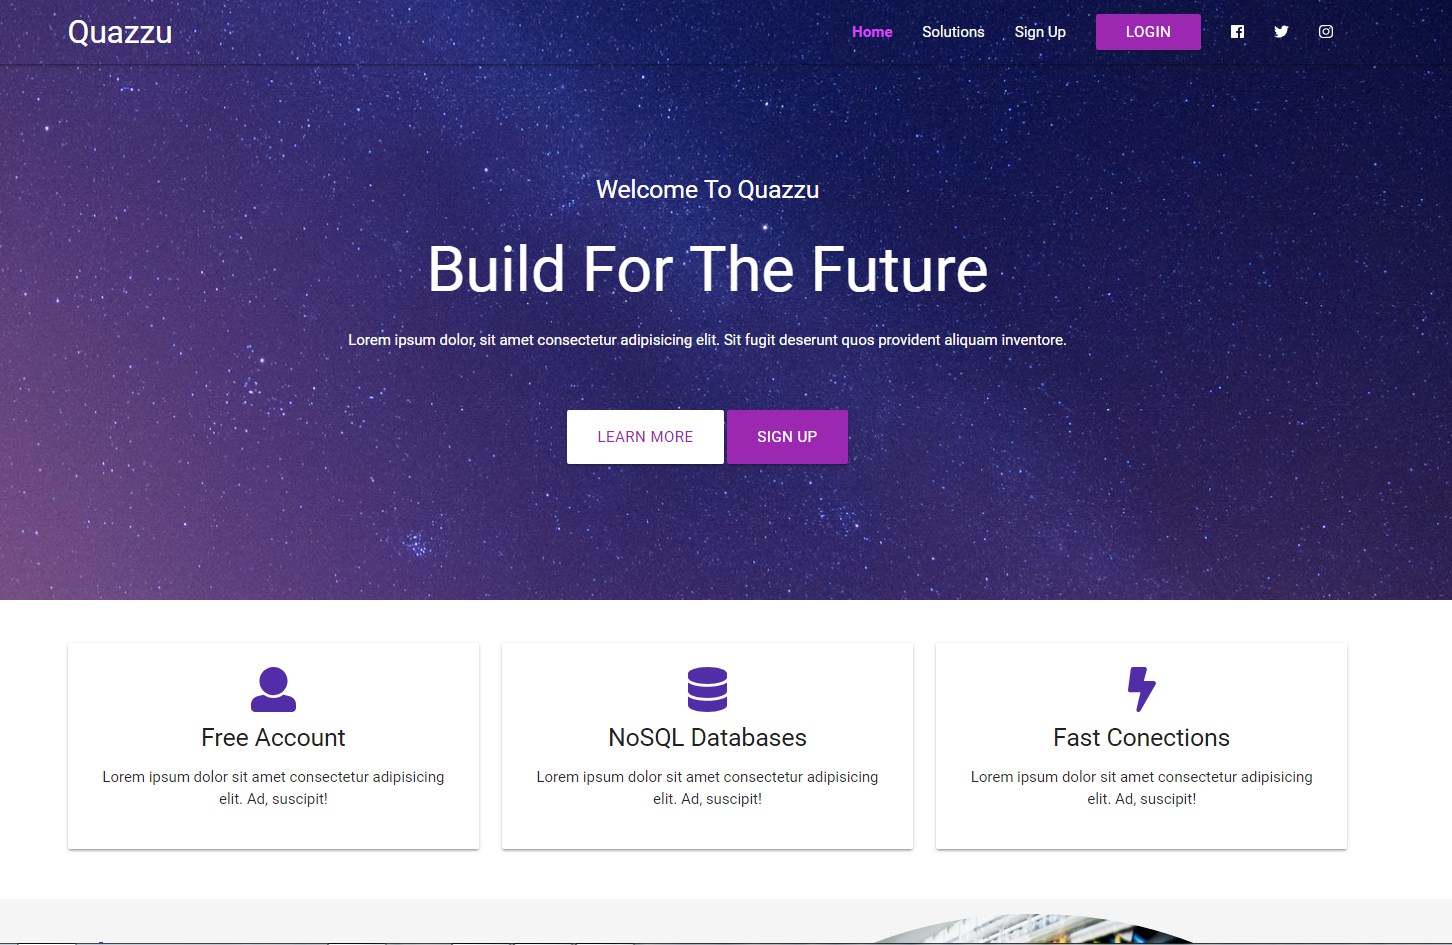 Quazzu
Home Solutions Sign Up LOGIN
Welcome To Quazzu
Build For The Future
Lorem ipsum dolor, sit amet consectetur adipisicing elit. Sit fugit deserunt quos provident aliquam inventore.
LEARN MORE SIGN UP
Free Account
Lorem ipsum dolor sit amet consectetur adipisicing
elit. Ad, suscipit!
NoSQL Databases
Lorem ipsum dolor sit amet consectetur adipisicing
elit. Ad, suscipit!
Fast Conections
Lorem ipsum dolor sit amet consectetur adipisicing
elit. Ad, suscipit!